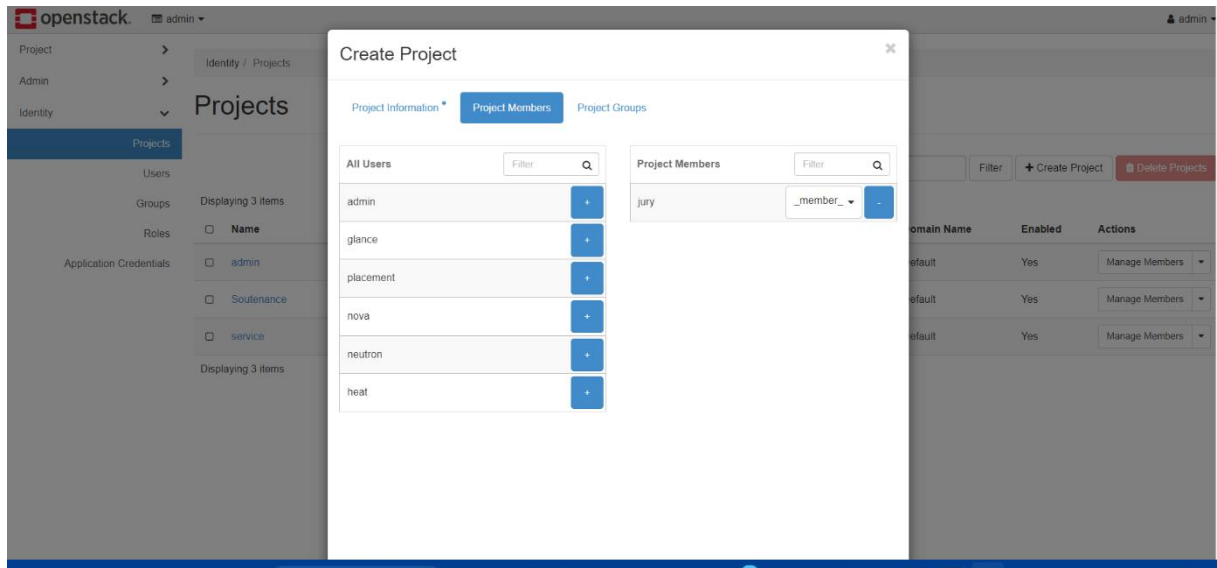 openstack. admin
admin
Project
Admin
Identity
Projects
Users
Groups
Roles
Application Credentials
Identity / Projects
Projects
Filter + Create Project Delete Projects
Displaying 3 items
Name omain Name Enabled Actions
admin efault Yes Manage Members
Soutenance efault Yes Manage Members
service efault Yes Manage Members
Displaying 3 items
Create Project ×
Project Information * Project Members Project Groups
All Users Filter
admin +
glance +
placement +
nova +
neutron +
heat +
Project Members Filter
jury _member_ -